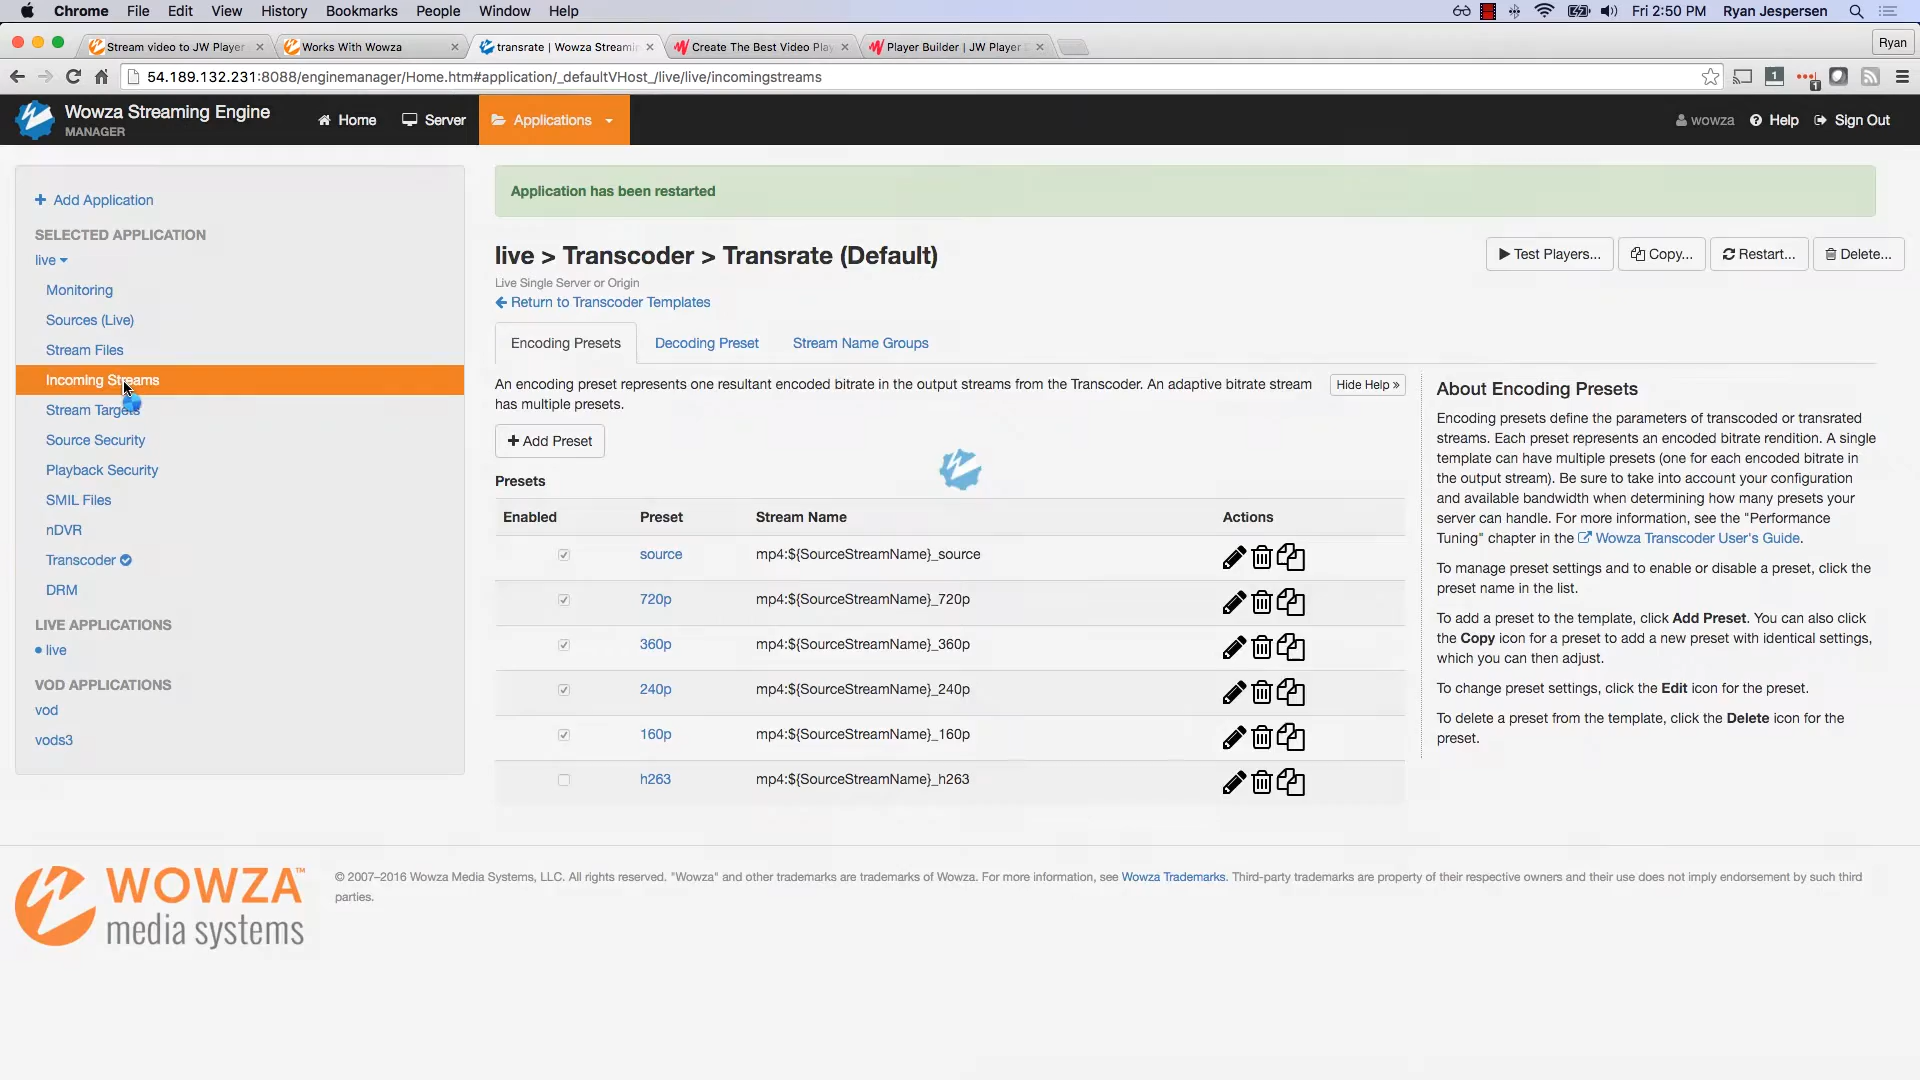 Chrome File Edit View History Bookmarks People Window Help Fri 2:50 PM Ryan Jespersen
Stream video to JW Player Works With Wowza transrate | Wowza Streamin Create The Best Video Play Player Builder | JW Player Ryan
54.189.132.231:8088/enginemanager/Home.htm#application/_defaultVHost_/live/live/incomingstreams 1 1
Wowza Streaming Engine
MANAGER
Home Server Applications wowza Help Sign Out
Add Application
SELECTED APPLICATION
live
Monitoring
Sources (Live)
Stream Files
Incoming Streams
Stream Targets
Source Security
Playback Security
SMIL Files
nDVR
Transcoder
DRM
LIVE APPLICATIONS
live
VOD APPLICATIONS
vod
vods3
Application has been restarted
live > Transcoder > Transrate (Default)
Live Single Server or Origin
Return to Transcoder Templates
Test Players... Copy... Restart... Delete...
Encoding Presets Decoding Preset Stream Name Groups
An encoding preset represents one resultant encoded bitrate in the output streams from the Transcoder. An adaptive bitrate stream
has multiple presets.
Hide Help »
+ Add Preset
Presets
Enabled Preset Stream Name Actions
source mp4:${SourceStreamName}_source
720p mp4:${SourceStreamName}_720p
360p mp4:${SourceStreamName}_360p
240p mp4:${SourceStreamName}_240p
160p mp4:${SourceStreamName}_160p
h263 mp4:${SourceStreamName}_h263
About Encoding Presets
Encoding presets define the parameters of transcoded or transrated
streams. Each preset represents an encoded bitrate rendition. A single
template can have multiple presets (one for each encoded bitrate in
the output stream). Be sure to take into account your configuration
and available bandwidth when determining how many presets your
server can handle. For more information, see the "Performance
Tuning" chapter in the Wowza Transcoder User's Guide.
To manage preset settings and to enable or disable a preset, click the
preset name in the list.
To add a preset to the template, click Add Preset. You can also click
the Copy icon for a preset to add a new preset with identical settings,
which you can then adjust.
To change preset settings, click the Edit icon for the preset.
To delete a preset from the template, click the Delete icon for the
preset.
WOWZA™
media systems
© 2007–2016 Wowza Media Systems, LLC. All rights reserved. "Wowza" and other trademarks are trademarks of Wowza. For more information, see Wowza Trademarks. Third-party trademarks are property of their respective owners and their use does not imply endorsement by such third
parties.